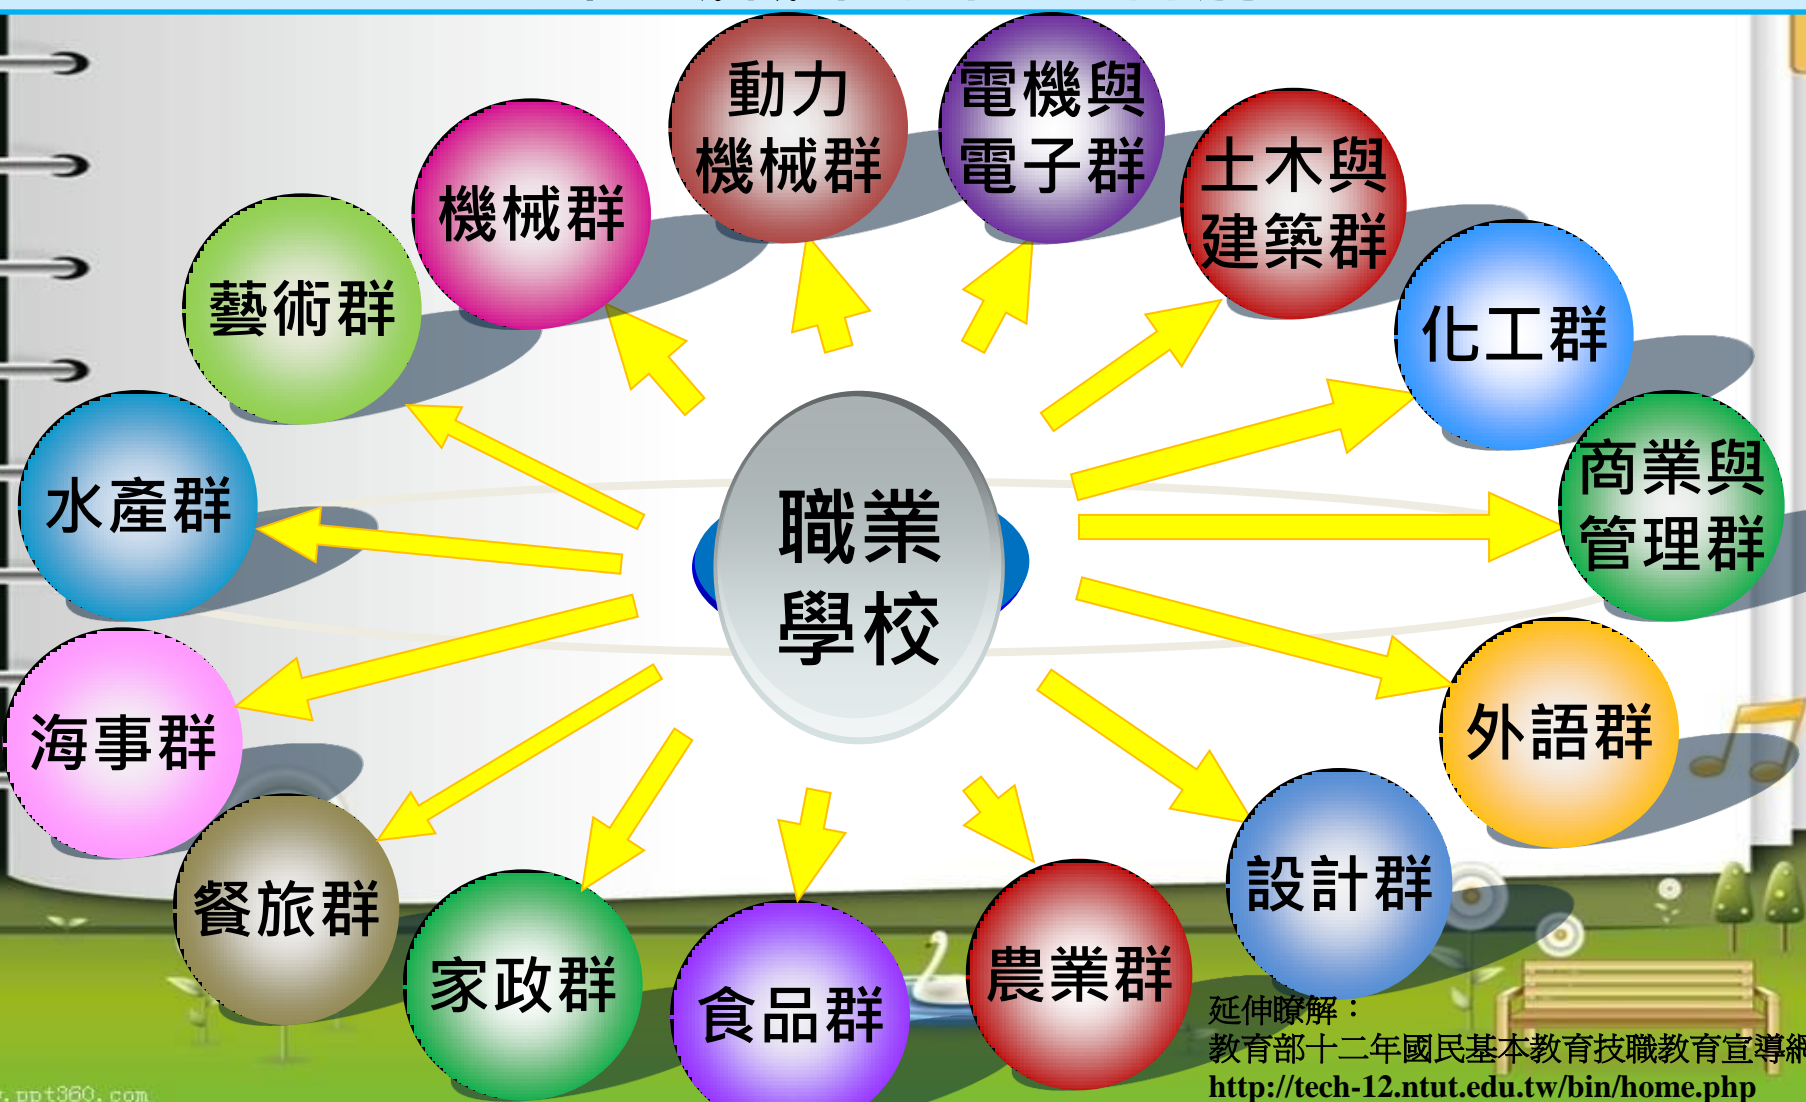 動力
機械群
電機與
電子群
土木與
建築群
機械群
化工群
藝術群
商業與
管理群
水產群
職業
學校
海事群
外語群
餐旅群
設計群
家政群
食品群
農業群
延伸瞭解：
教育部十二年國民基本教育技職教育宣導網
http://tech-12.ntut.edu.tw/bin/home.php
.ppt360.com